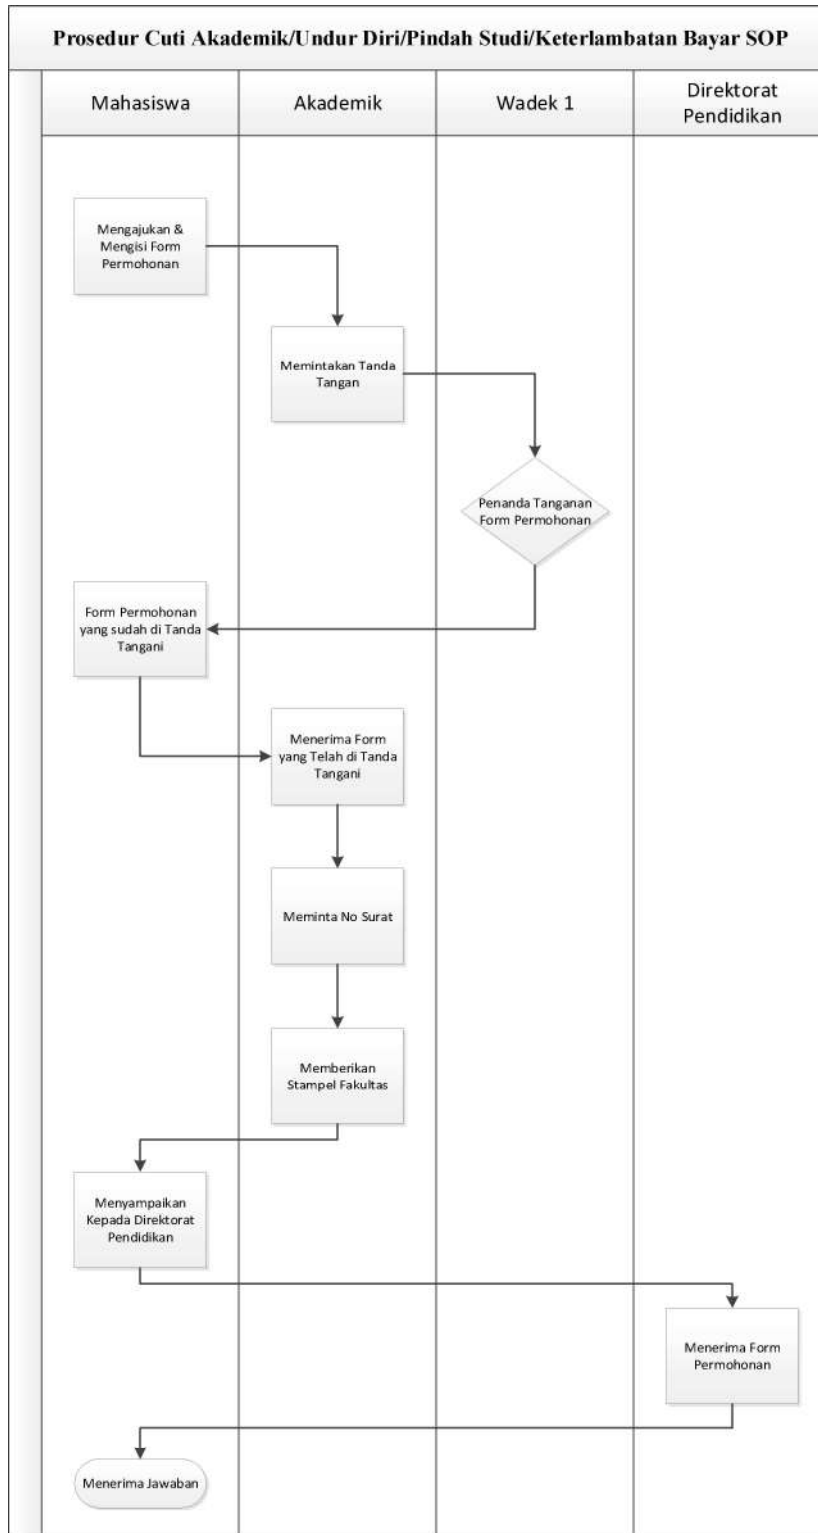 Prosedur Cuti Akademik/Undur Diri/Pindah Studi/Keterlambatan Bayar SOP
Mahasiswa
Akademik
Wadek 1
Direktorat
Pendidikan
Mengajukan &
Mengisi Form
Permohonan
Memintakan Tanda
Tangan
Penanda Tanganan
Form Permohonan
Form Permohonan
yang sudah di Tanda
Tangani
Menerima Form
yang Telah di Tanda
Tangani
Meminta No Surat
Memberikan
Stampel Fakultas
Menyampaikan
Kepada Direktorat
Pendidikan
Menerima Form
Permohonan
Menerima Jawaban